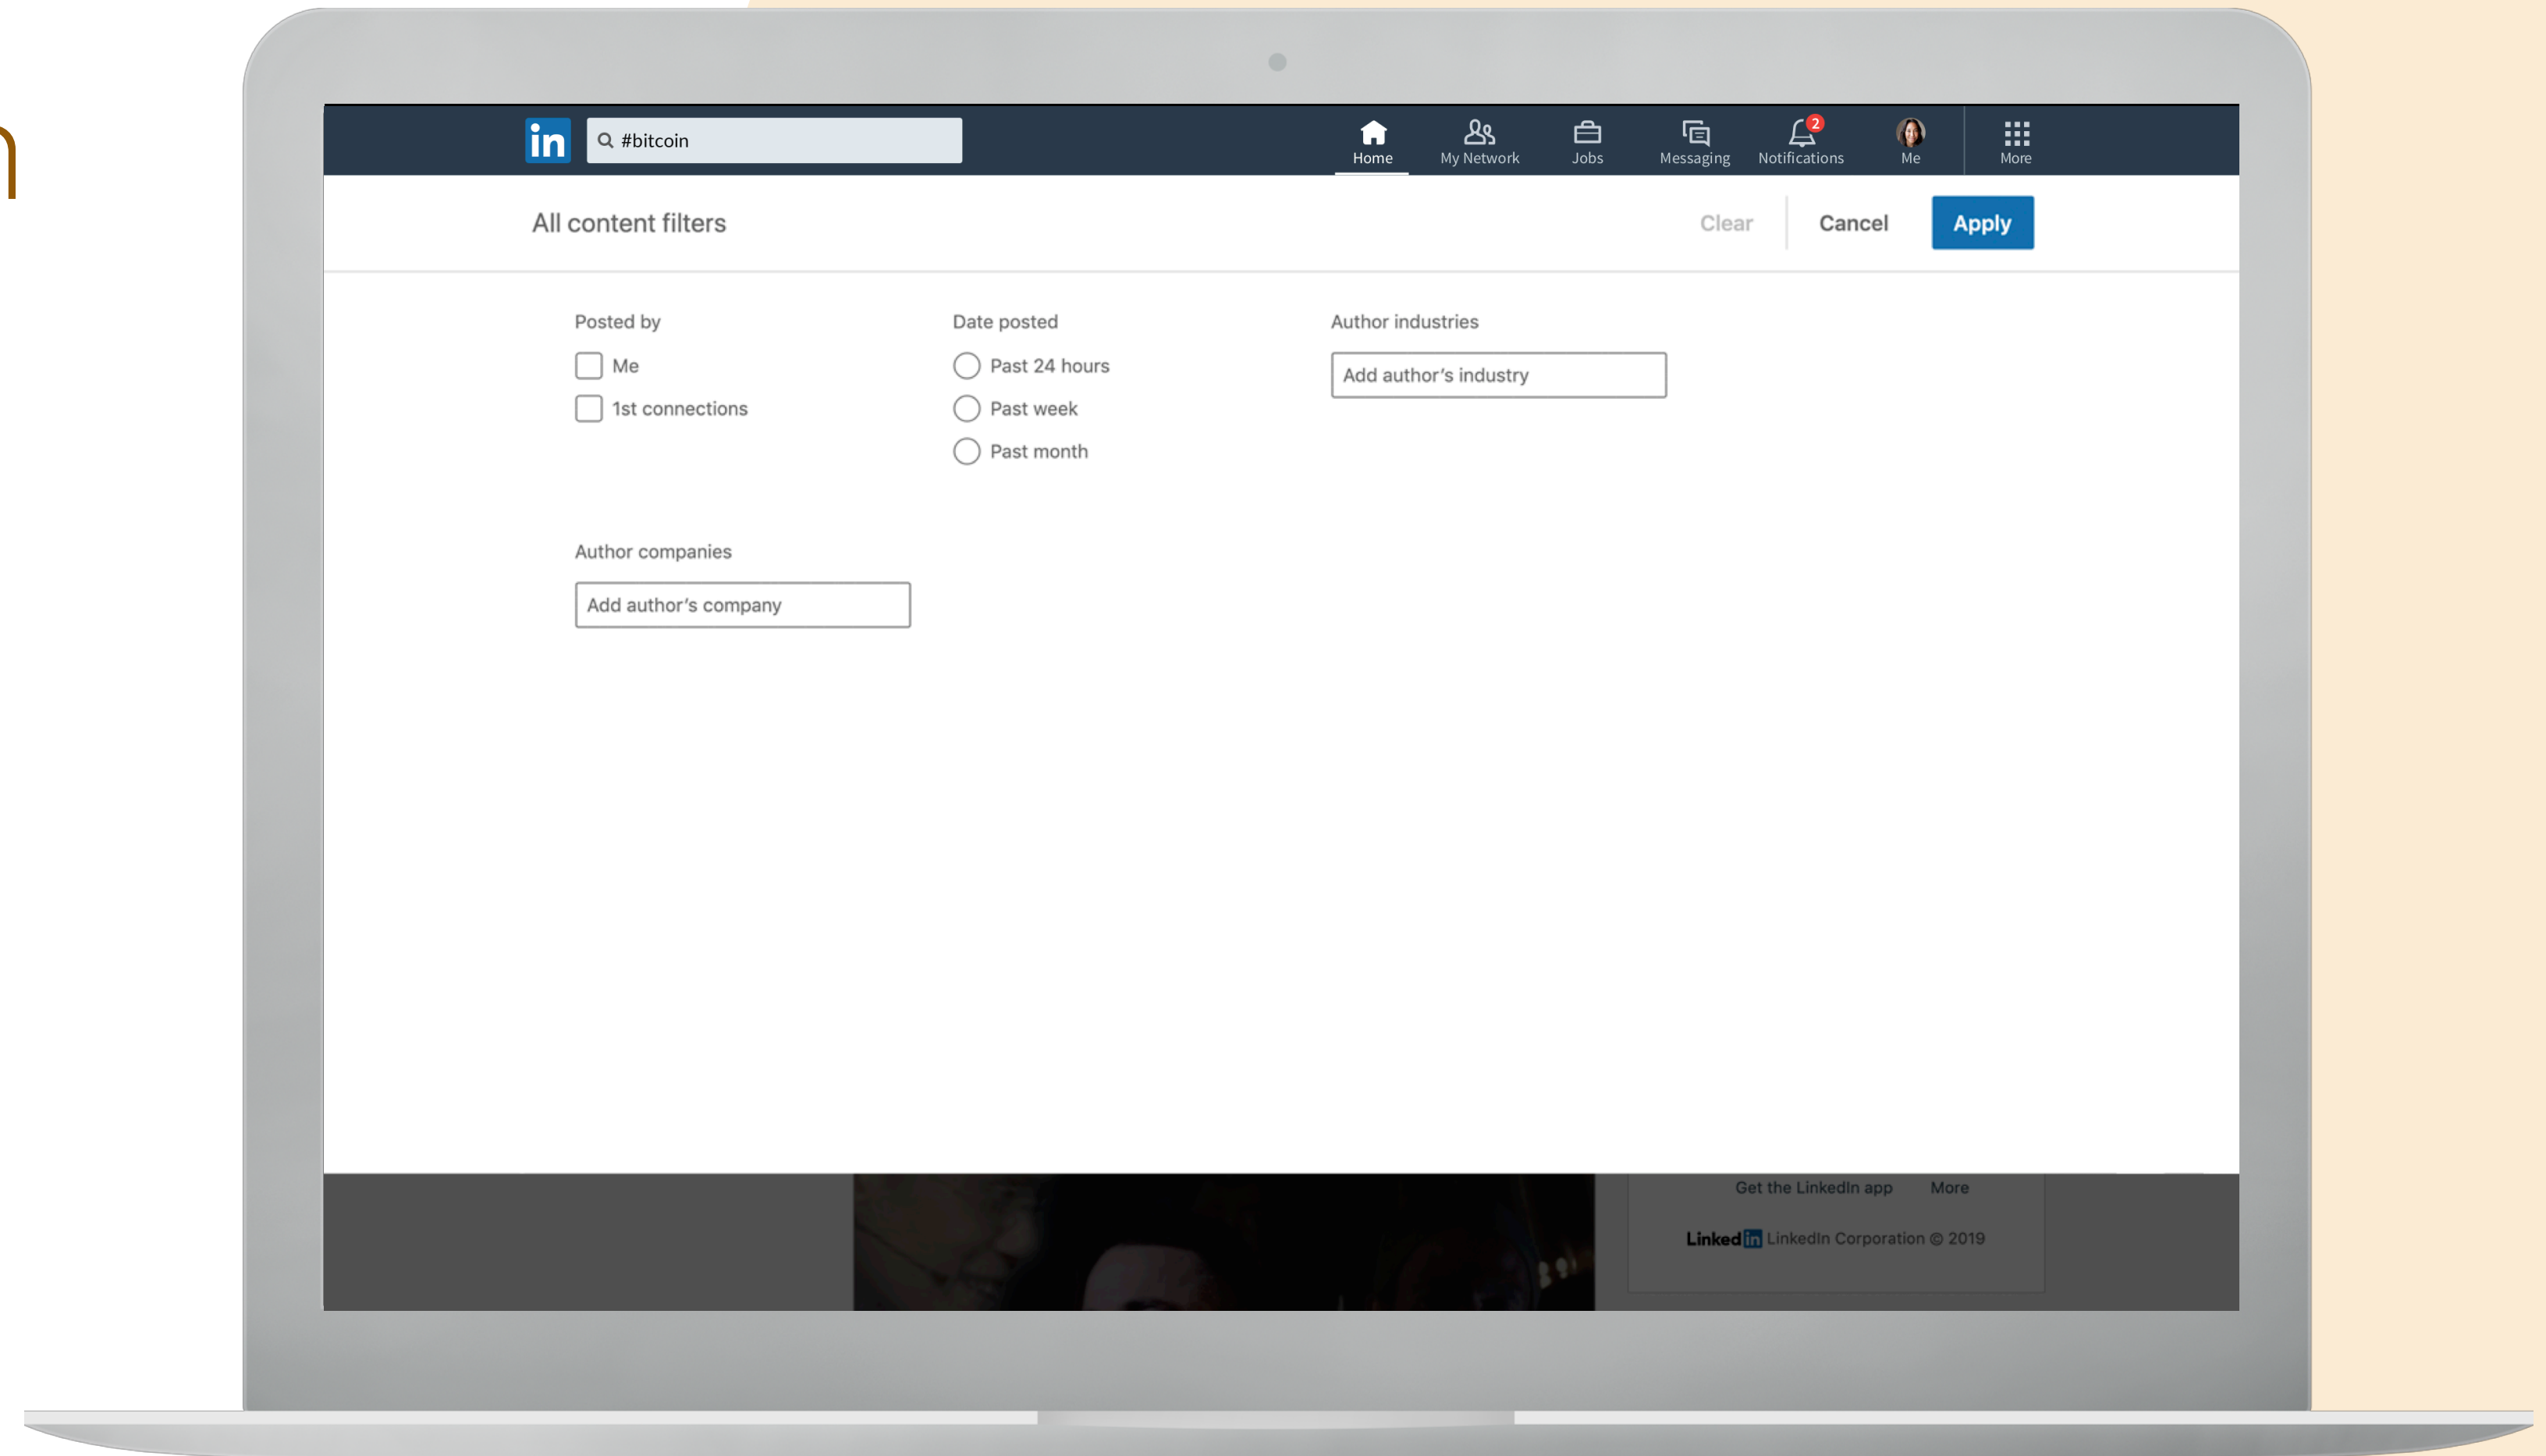 in
#bitcoin
Home
My Network
Jobs
Messaging
2
Notifications
Me
More
All content filters
Clear
Cancel
Apply
Posted by
Me
1st connections
Date posted
Past 24 hours
Past week
Past month
Author industries
Add author's industry
Author companies
Add author's company
Get the LinkedIn app More
Linked in LinkedIn Corporation © 2019